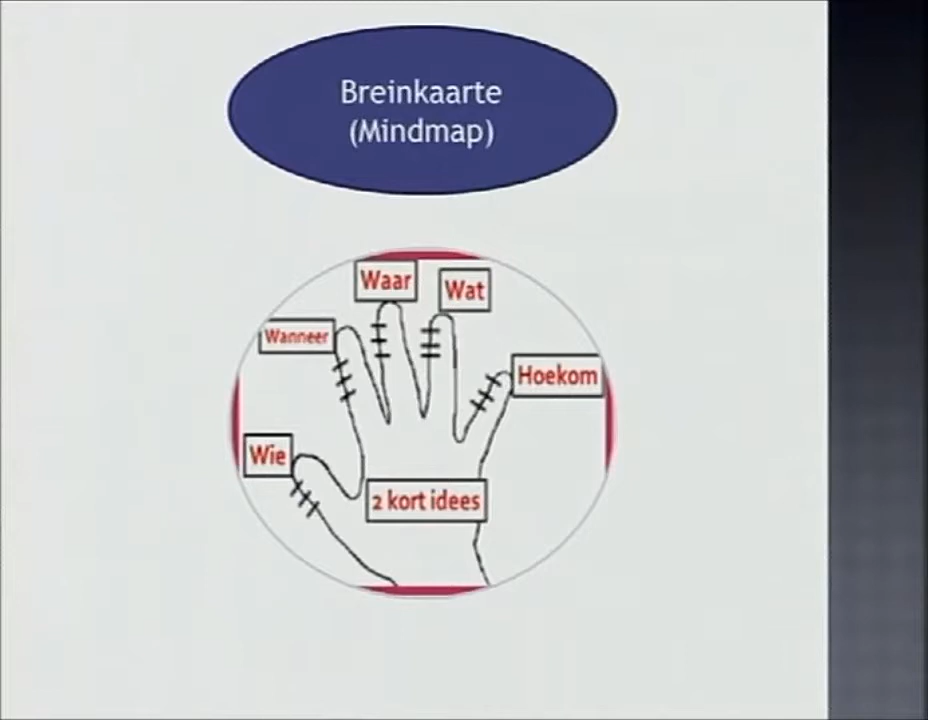 Breinkaarte
(Mindmap)
Waar
Wat
Wanneer
Hoekom
Wie
2 kort idees